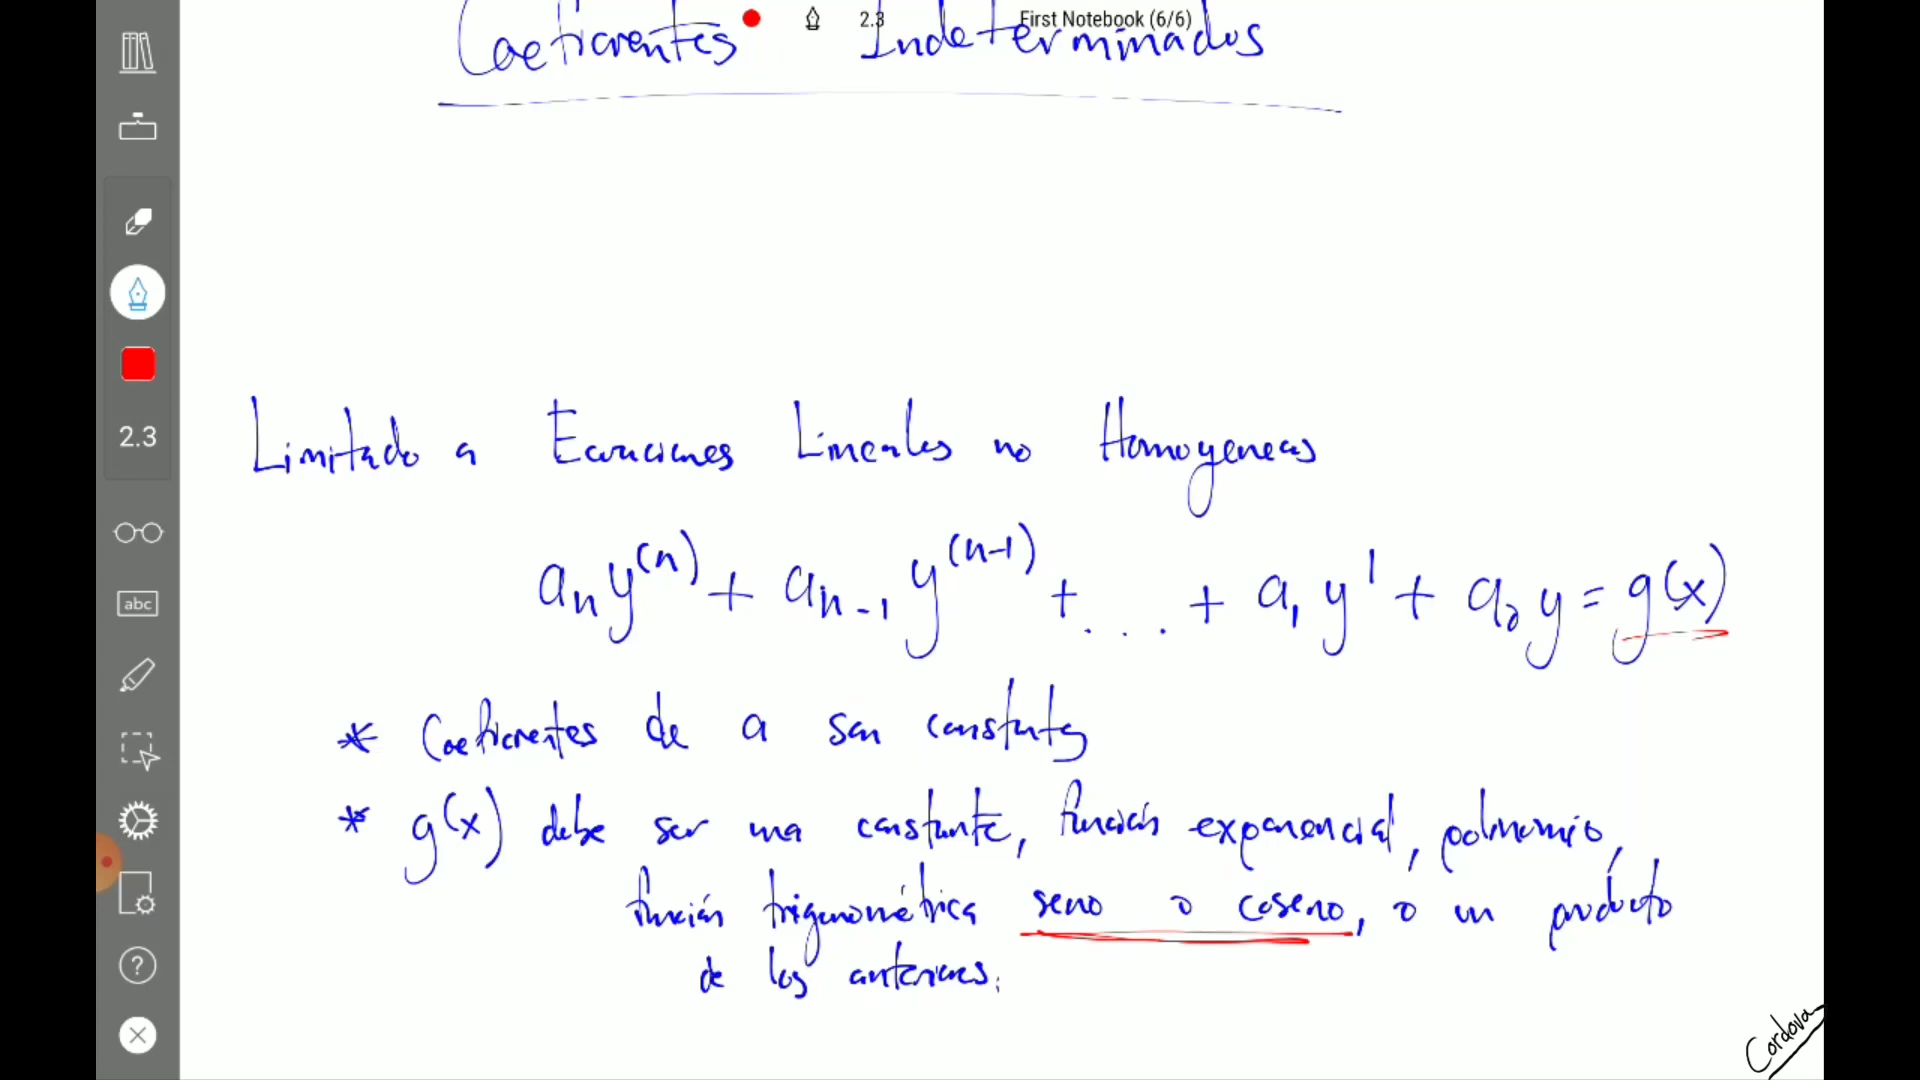 2.3 First Notebook (6/6)
Coeficientes Indeterminados
2.3
Limitado a Ecuaciones Lineales no Homogeneas
aₙy⁽ⁿ⁾ + aₙ₋₁y⁽ⁿ⁻¹⁾ + ... + a₁y' + a₀y = g(x)
abc
* Coeficientes de a son constantes
* g(x) debe ser una constante, función exponencial, polinomio,
función trigonométrica seno o coseno, o un producto
de los anteriores.
Cordova